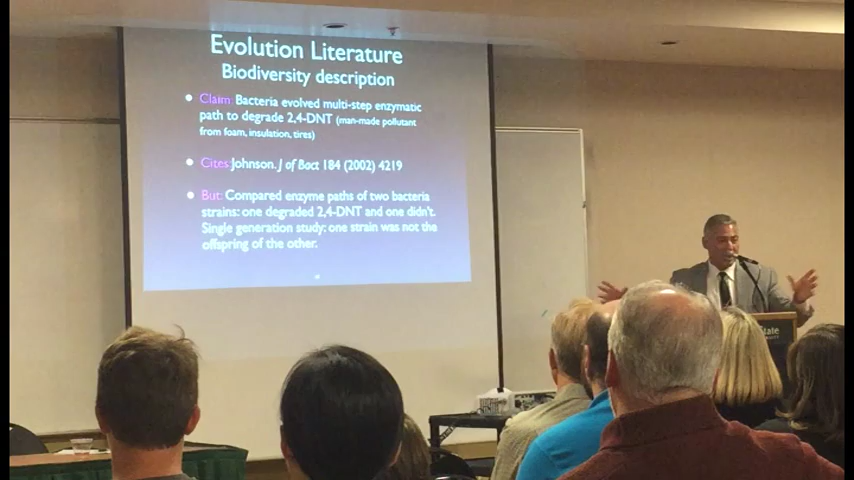 Evolution Literature
Biodiversity description
Claim: Bacteria evolved multi-step enzymatic
path to degrade 2,4-DNT (man-made pollutant
from foam, insulation, tires)
Cites: Johnson. J of Bact 184 (2002) 4219
But: Compared enzyme paths of two bacteria
strains: one degraded 2,4-DNT and one didn't.
Single generation study: one strain was not the
offspring of the other.
State